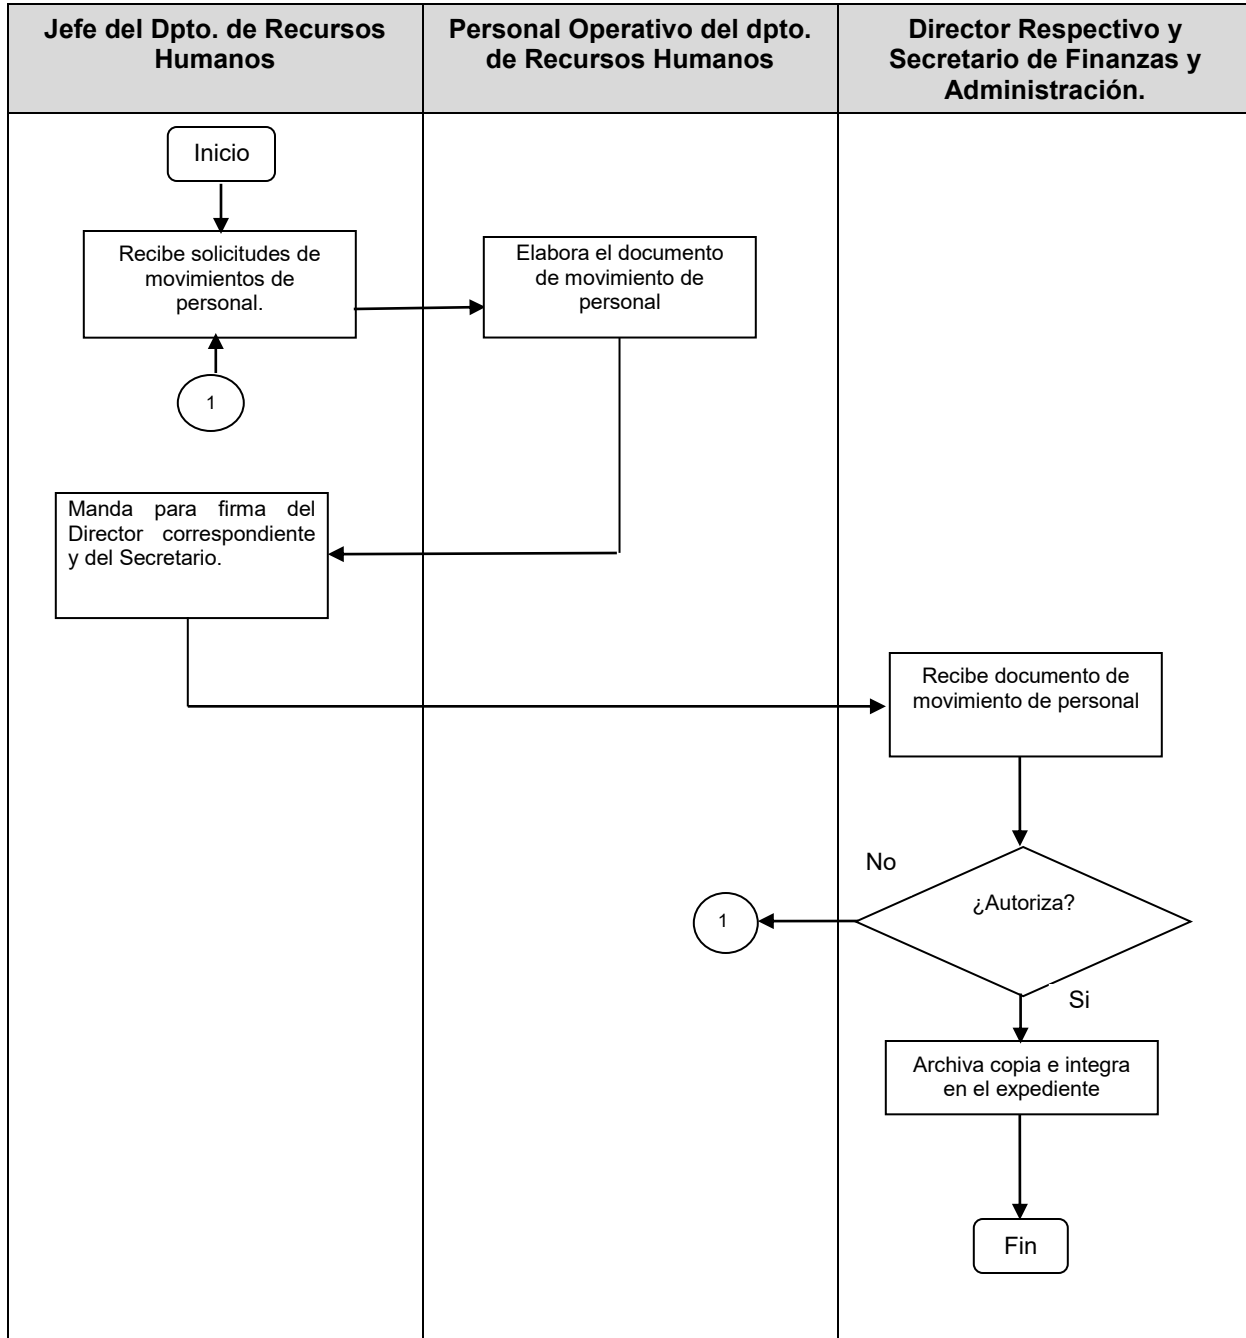 Jefe del Dpto. de Recursos
Humanos
Personal Operativo del dpto.
de Recursos Humanos
Director Respectivo y
Secretario de Finanzas y
Administración.
Inicio
Recibe solicitudes de
movimientos de
personal.
Elabora el documento
de movimiento de
personal
1
Manda para firma del
Director correspondiente
y del Secretario.
Recibe documento de
movimiento de personal
No
¿Autoriza?
1
Si
Archiva copia e integra
en el expediente
Fin